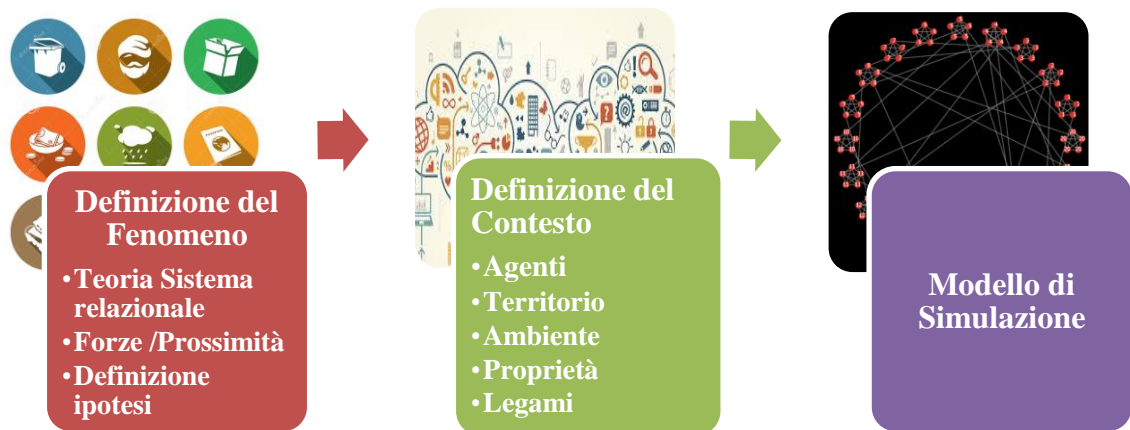 Definizione del
Fenomeno
•Teoria Sistema
relazionale
•Forze /Prossimità
•Definizione
ipotesi
Definizione del
Contesto
•Agenti
•Territorio
•Ambiente
•Proprietà
•Legami
Modello di
Simulazione